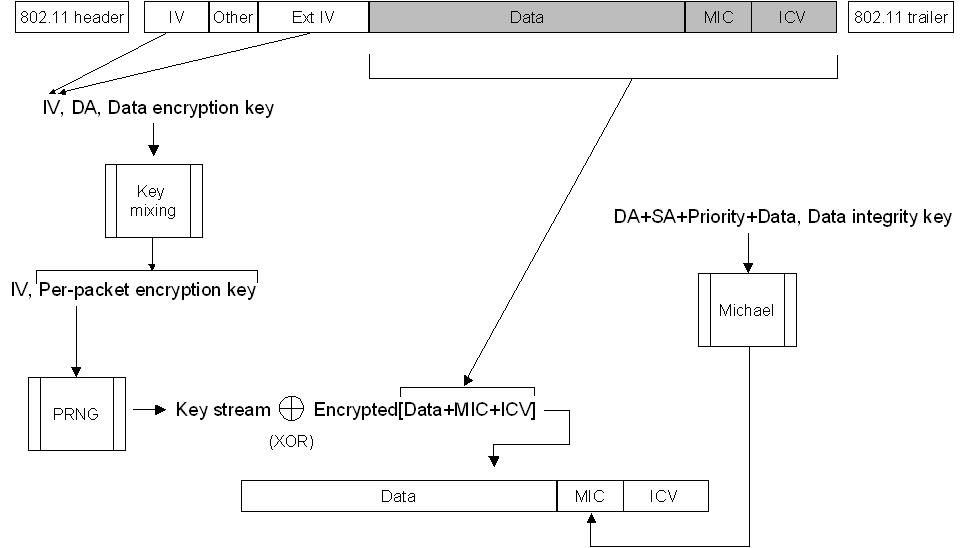 802.11 header IV Other Ext IV Data MIC ICV 802.11 trailer
IV, DA, Data encryption key
Key
mixing
DA+SA+Priority+Data, Data integrity key
IV, Per-packet encryption key
Michael
PRNG
Key stream Encrypted[Data+MIC+ICV]
(XOR)
Data MIC ICV